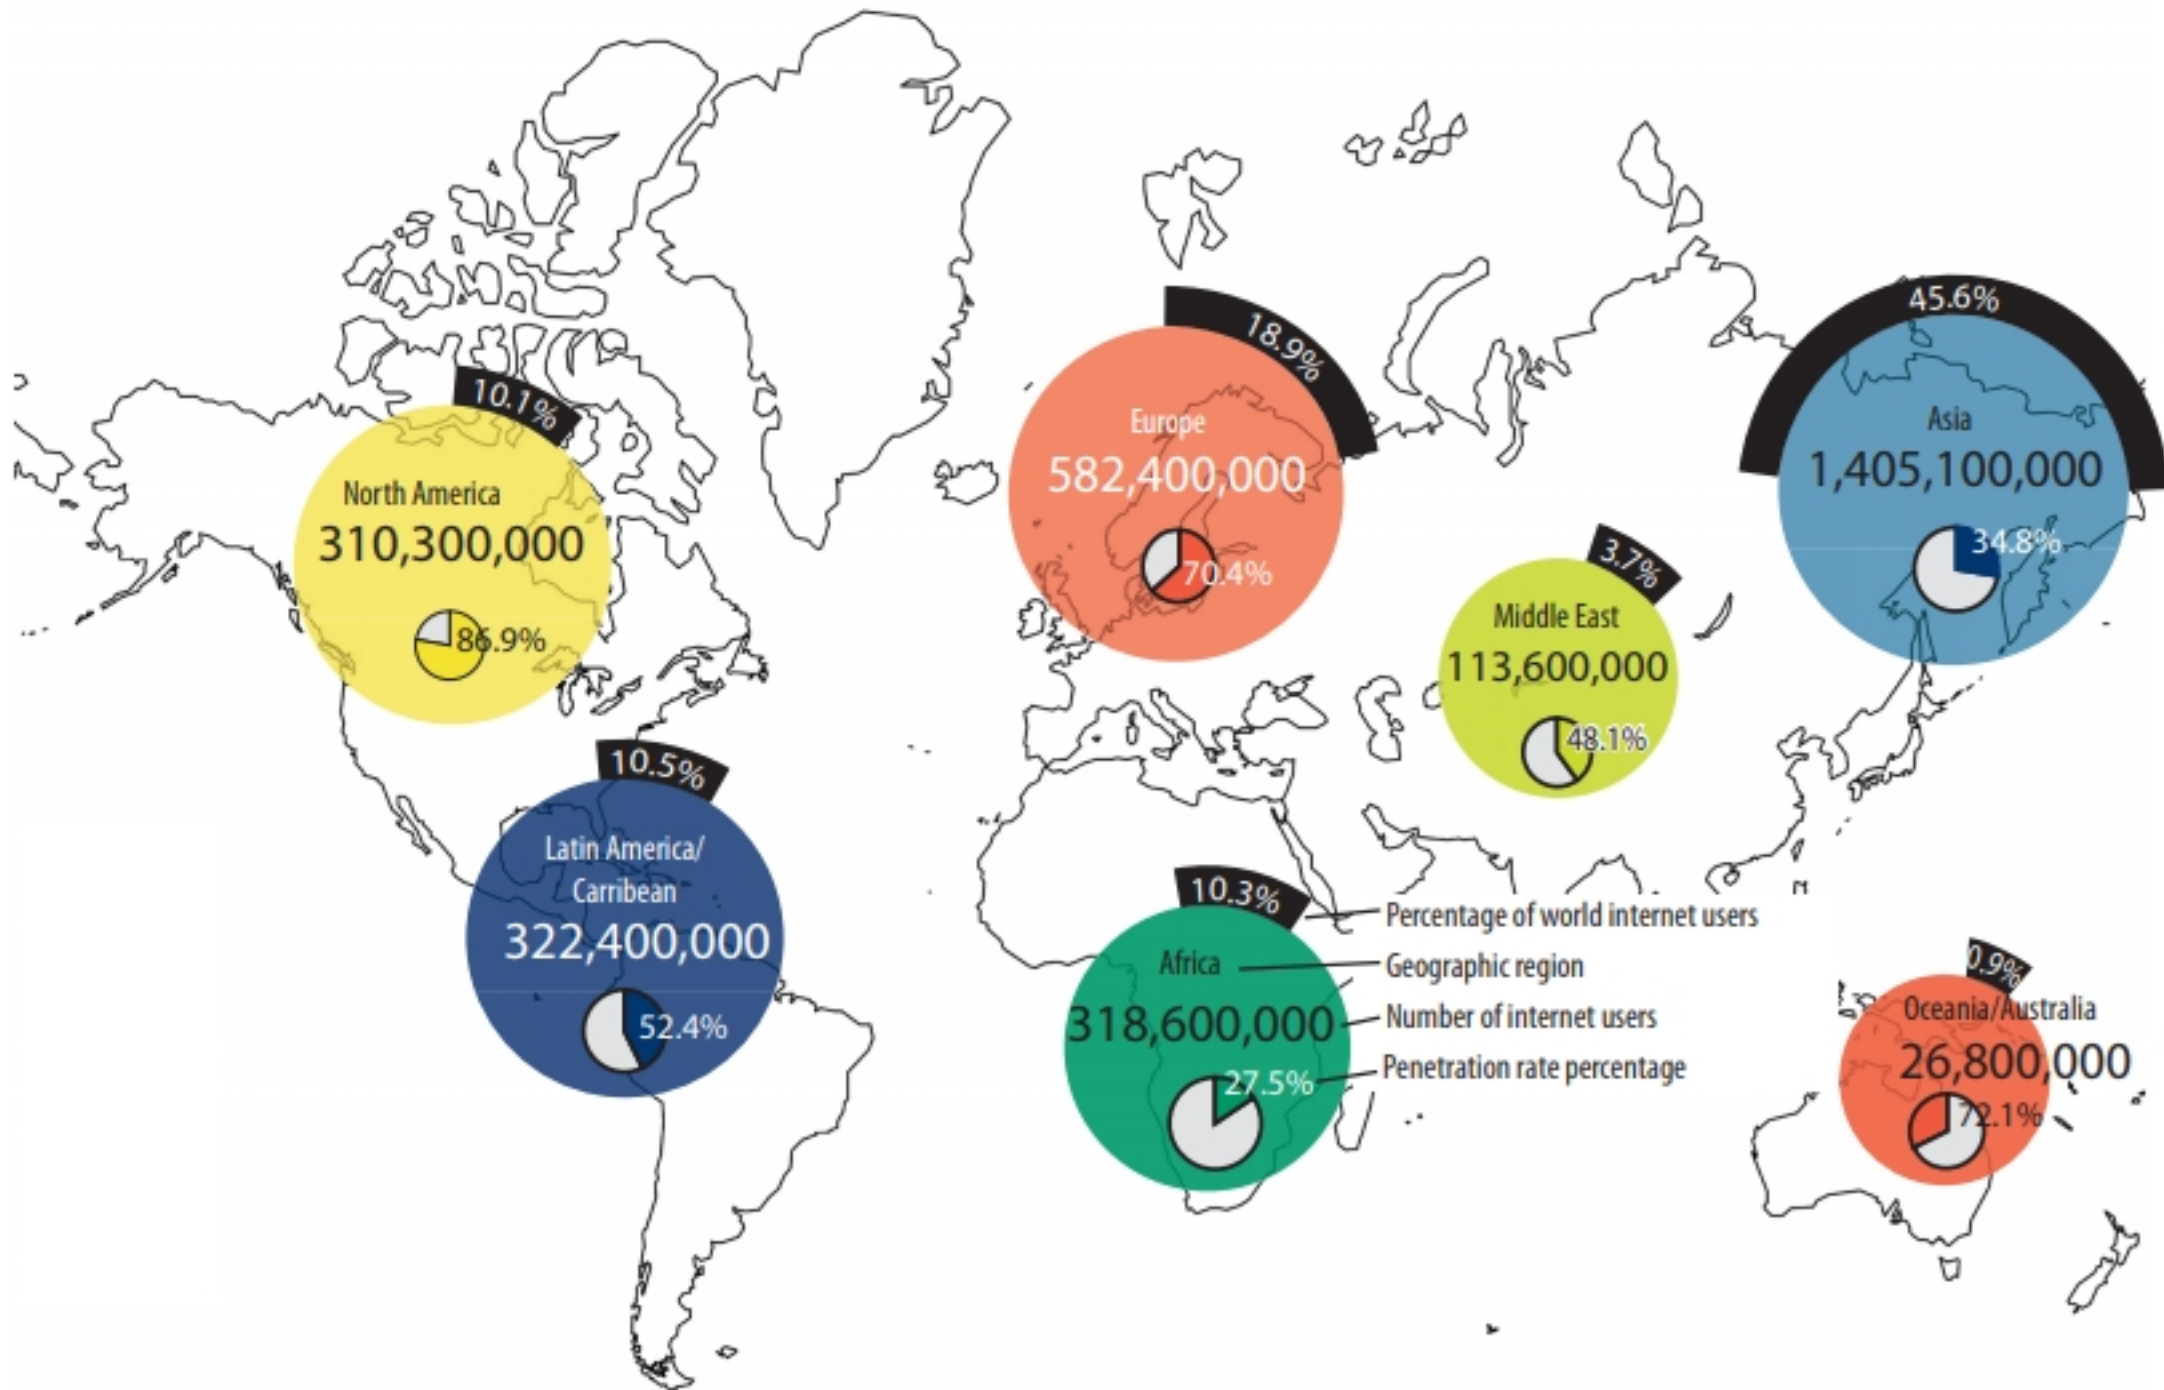 10.1%
North America
310,300,000
86.9%
10.5%
Latin America/
Carribean
322,400,000
52.4%
18.9%
Europe
582,400,000
70.4%
3.7%
Middle East
113,600,000
48.1%
45.6%
Asia
1,405,100,000
34.8%
10.3%
Africa
318,600,000
27.5%
Percentage of world internet users
Geographic region
Number of internet users
Penetration rate percentage
0.9%
Oceania/Australia
26,800,000
72.1%